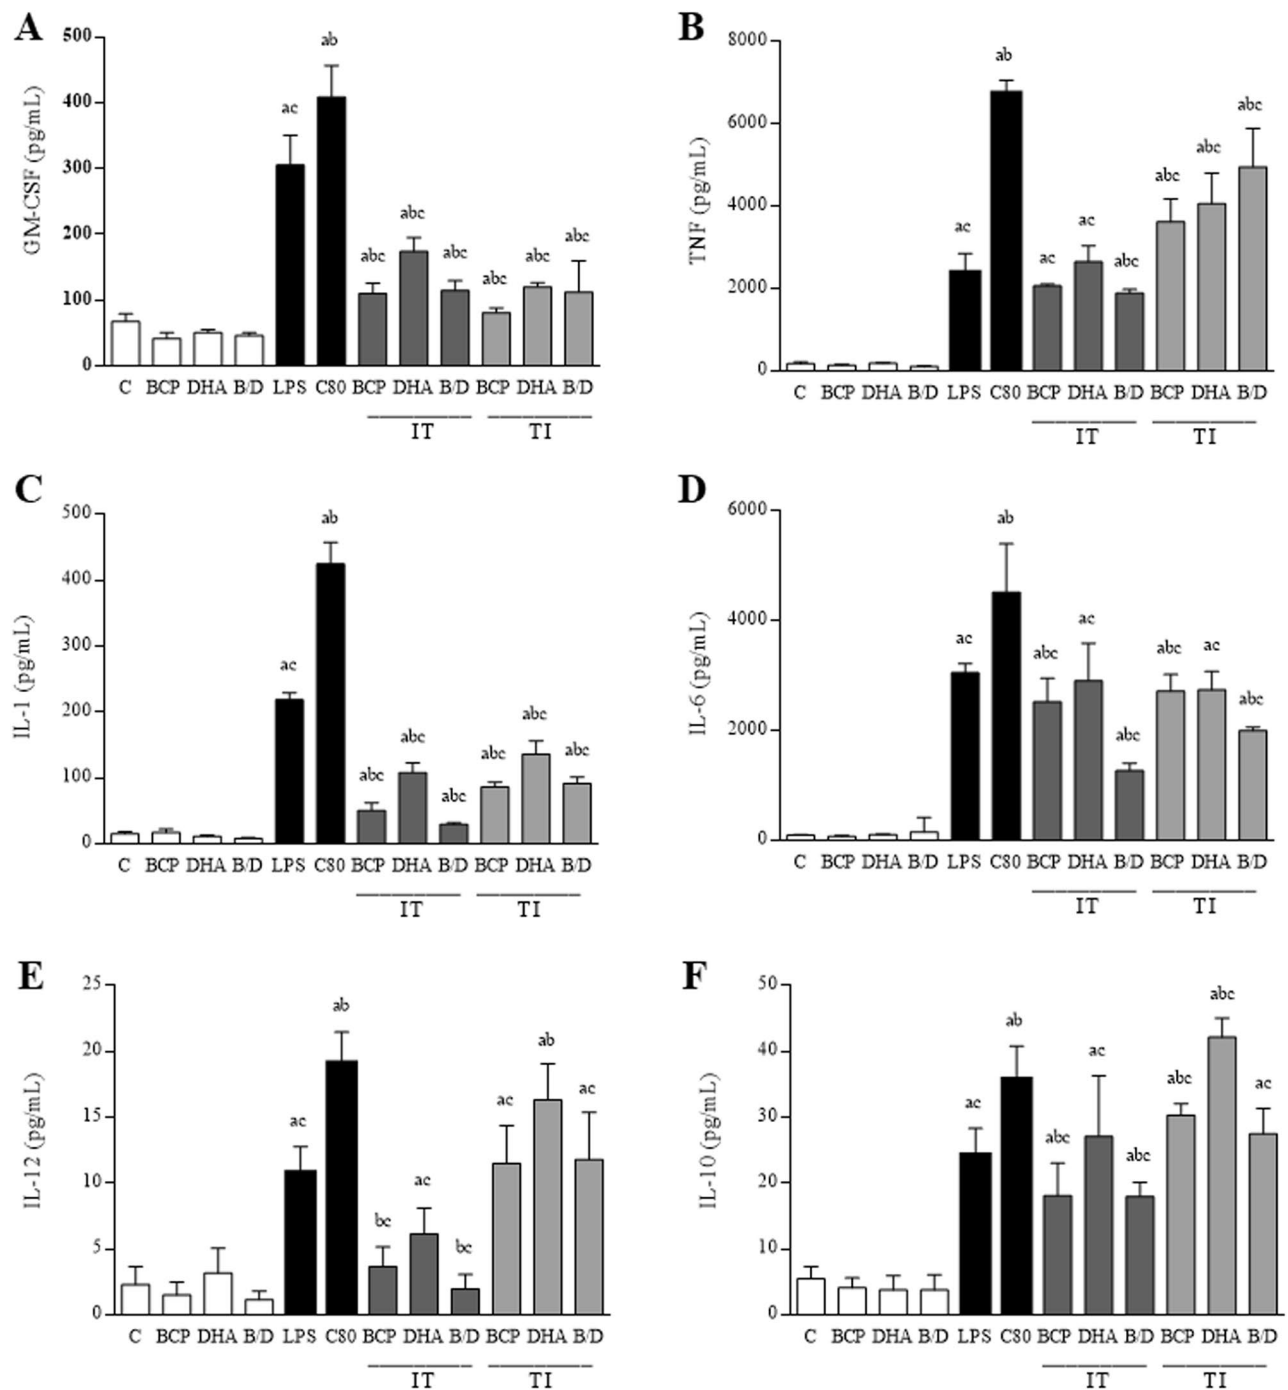 A
GM-CSF (pg/mL)
500
400
300
200
100
0
ac
ab
abc
abc
abc
abc
abc
abc
C BCP DHA B/D LPS C80 BCP DHA B/D BCP DHA B/D
IT TI
B
TNF (pg/mL)
8000
6000
4000
2000
0
ac
ab
ac
ac
abc
abc
abc
abc
C BCP DHA B/D LPS C80 BCP DHA B/D BCP DHA B/D
IT TI
C
IL-1 (pg/mL)
500
400
300
200
100
0
ac
ab
abc
abc
abc
abc
abc
abc
C BCP DHA B/D LPS C80 BCP DHA B/D BCP DHA B/D
IT TI
D
IL-6 (pg/mL)
6000
4000
2000
0
ac
ab
abc
ac
abc
abc
ac
abc
C BCP DHA B/D LPS C80 BCP DHA B/D BCP DHA B/D
IT TI
E
IL-12 (pg/mL)
25
20
15
10
5
0
ac
ab
bc
ac
bc
ac
ab
ac
C BCP DHA B/D LPS C80 BCP DHA B/D BCP DHA B/D
IT TI
F
IL-10 (pg/mL)
50
40
30
20
10
0
ac
ab
abc
ac
abc
abc
abc
ac
C BCP DHA B/D LPS C80 BCP DHA B/D BCP DHA B/D
IT TI